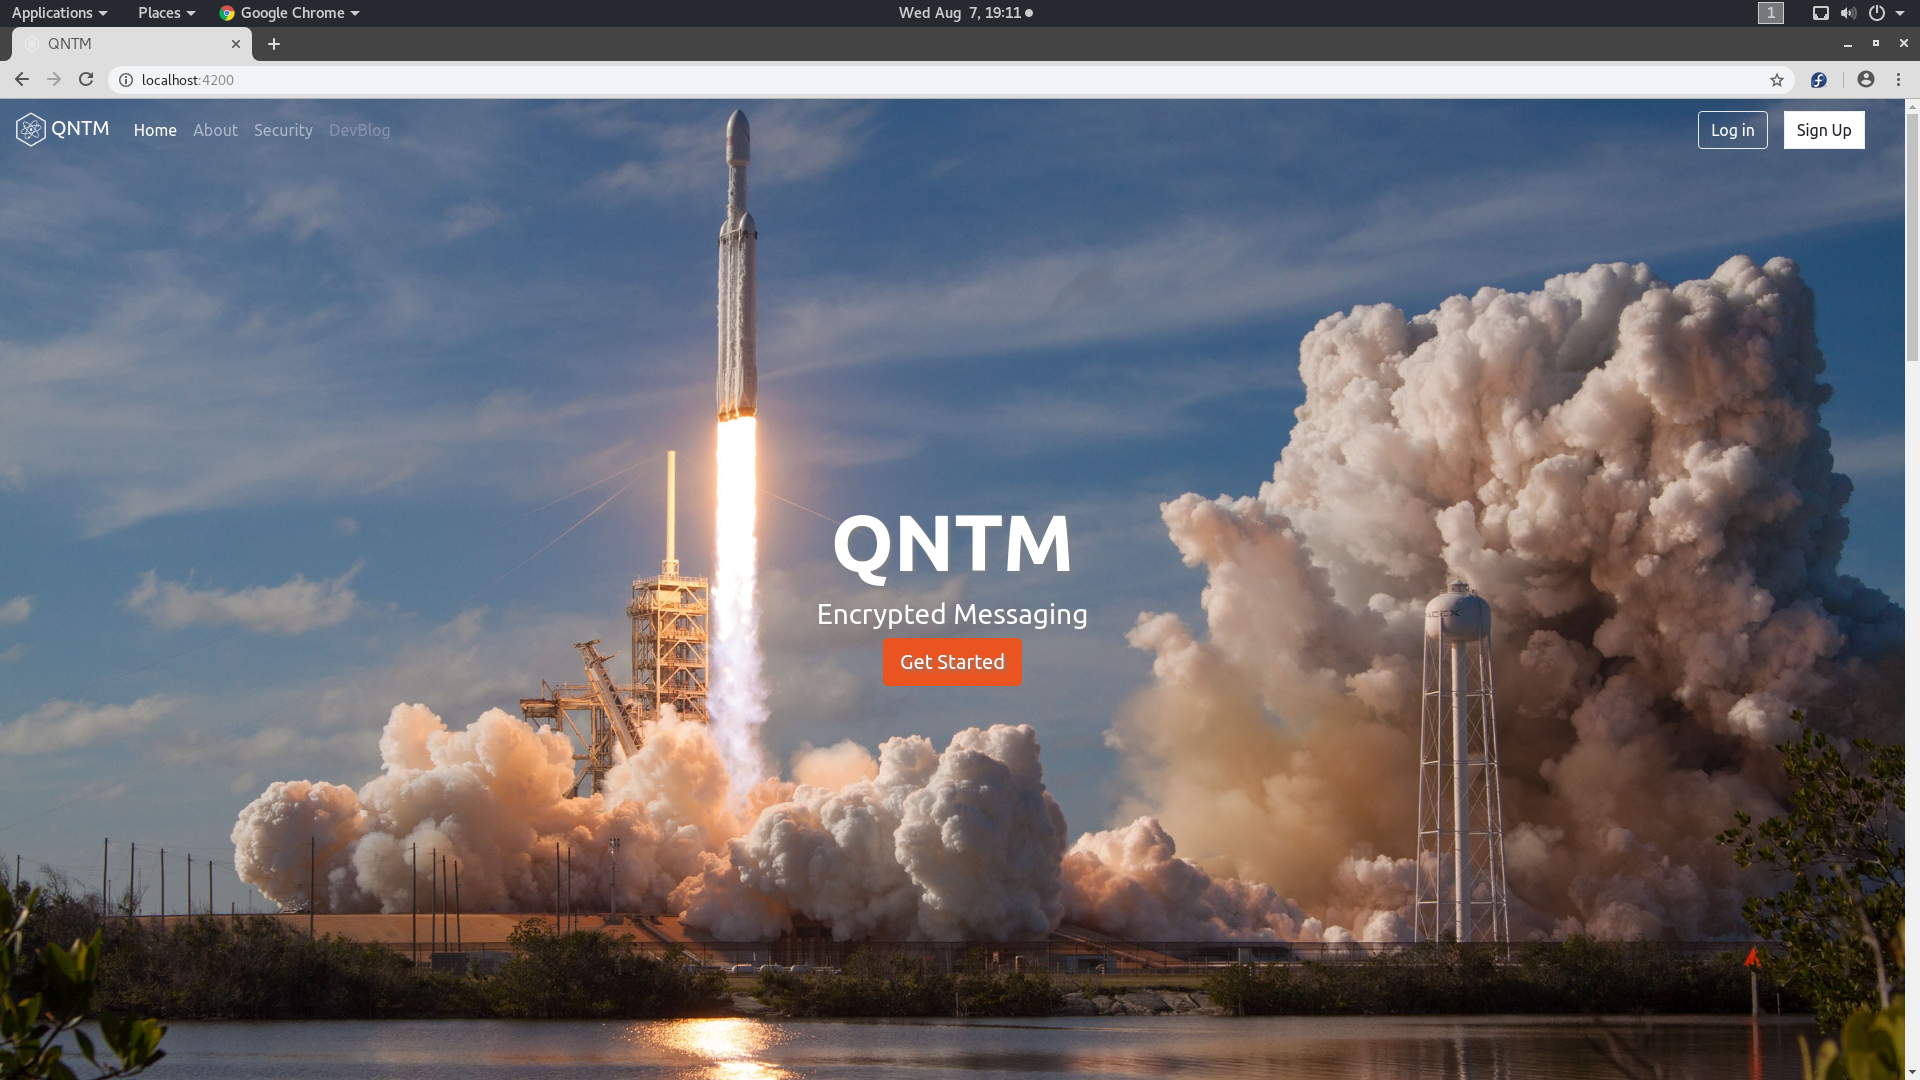 Applications Places Google Chrome Wed Aug 7, 19:11 1
QNTM
localhost:4200
QNTM Home About Security DevBlog Log in Sign Up
QNTM
Encrypted Messaging
Get Started